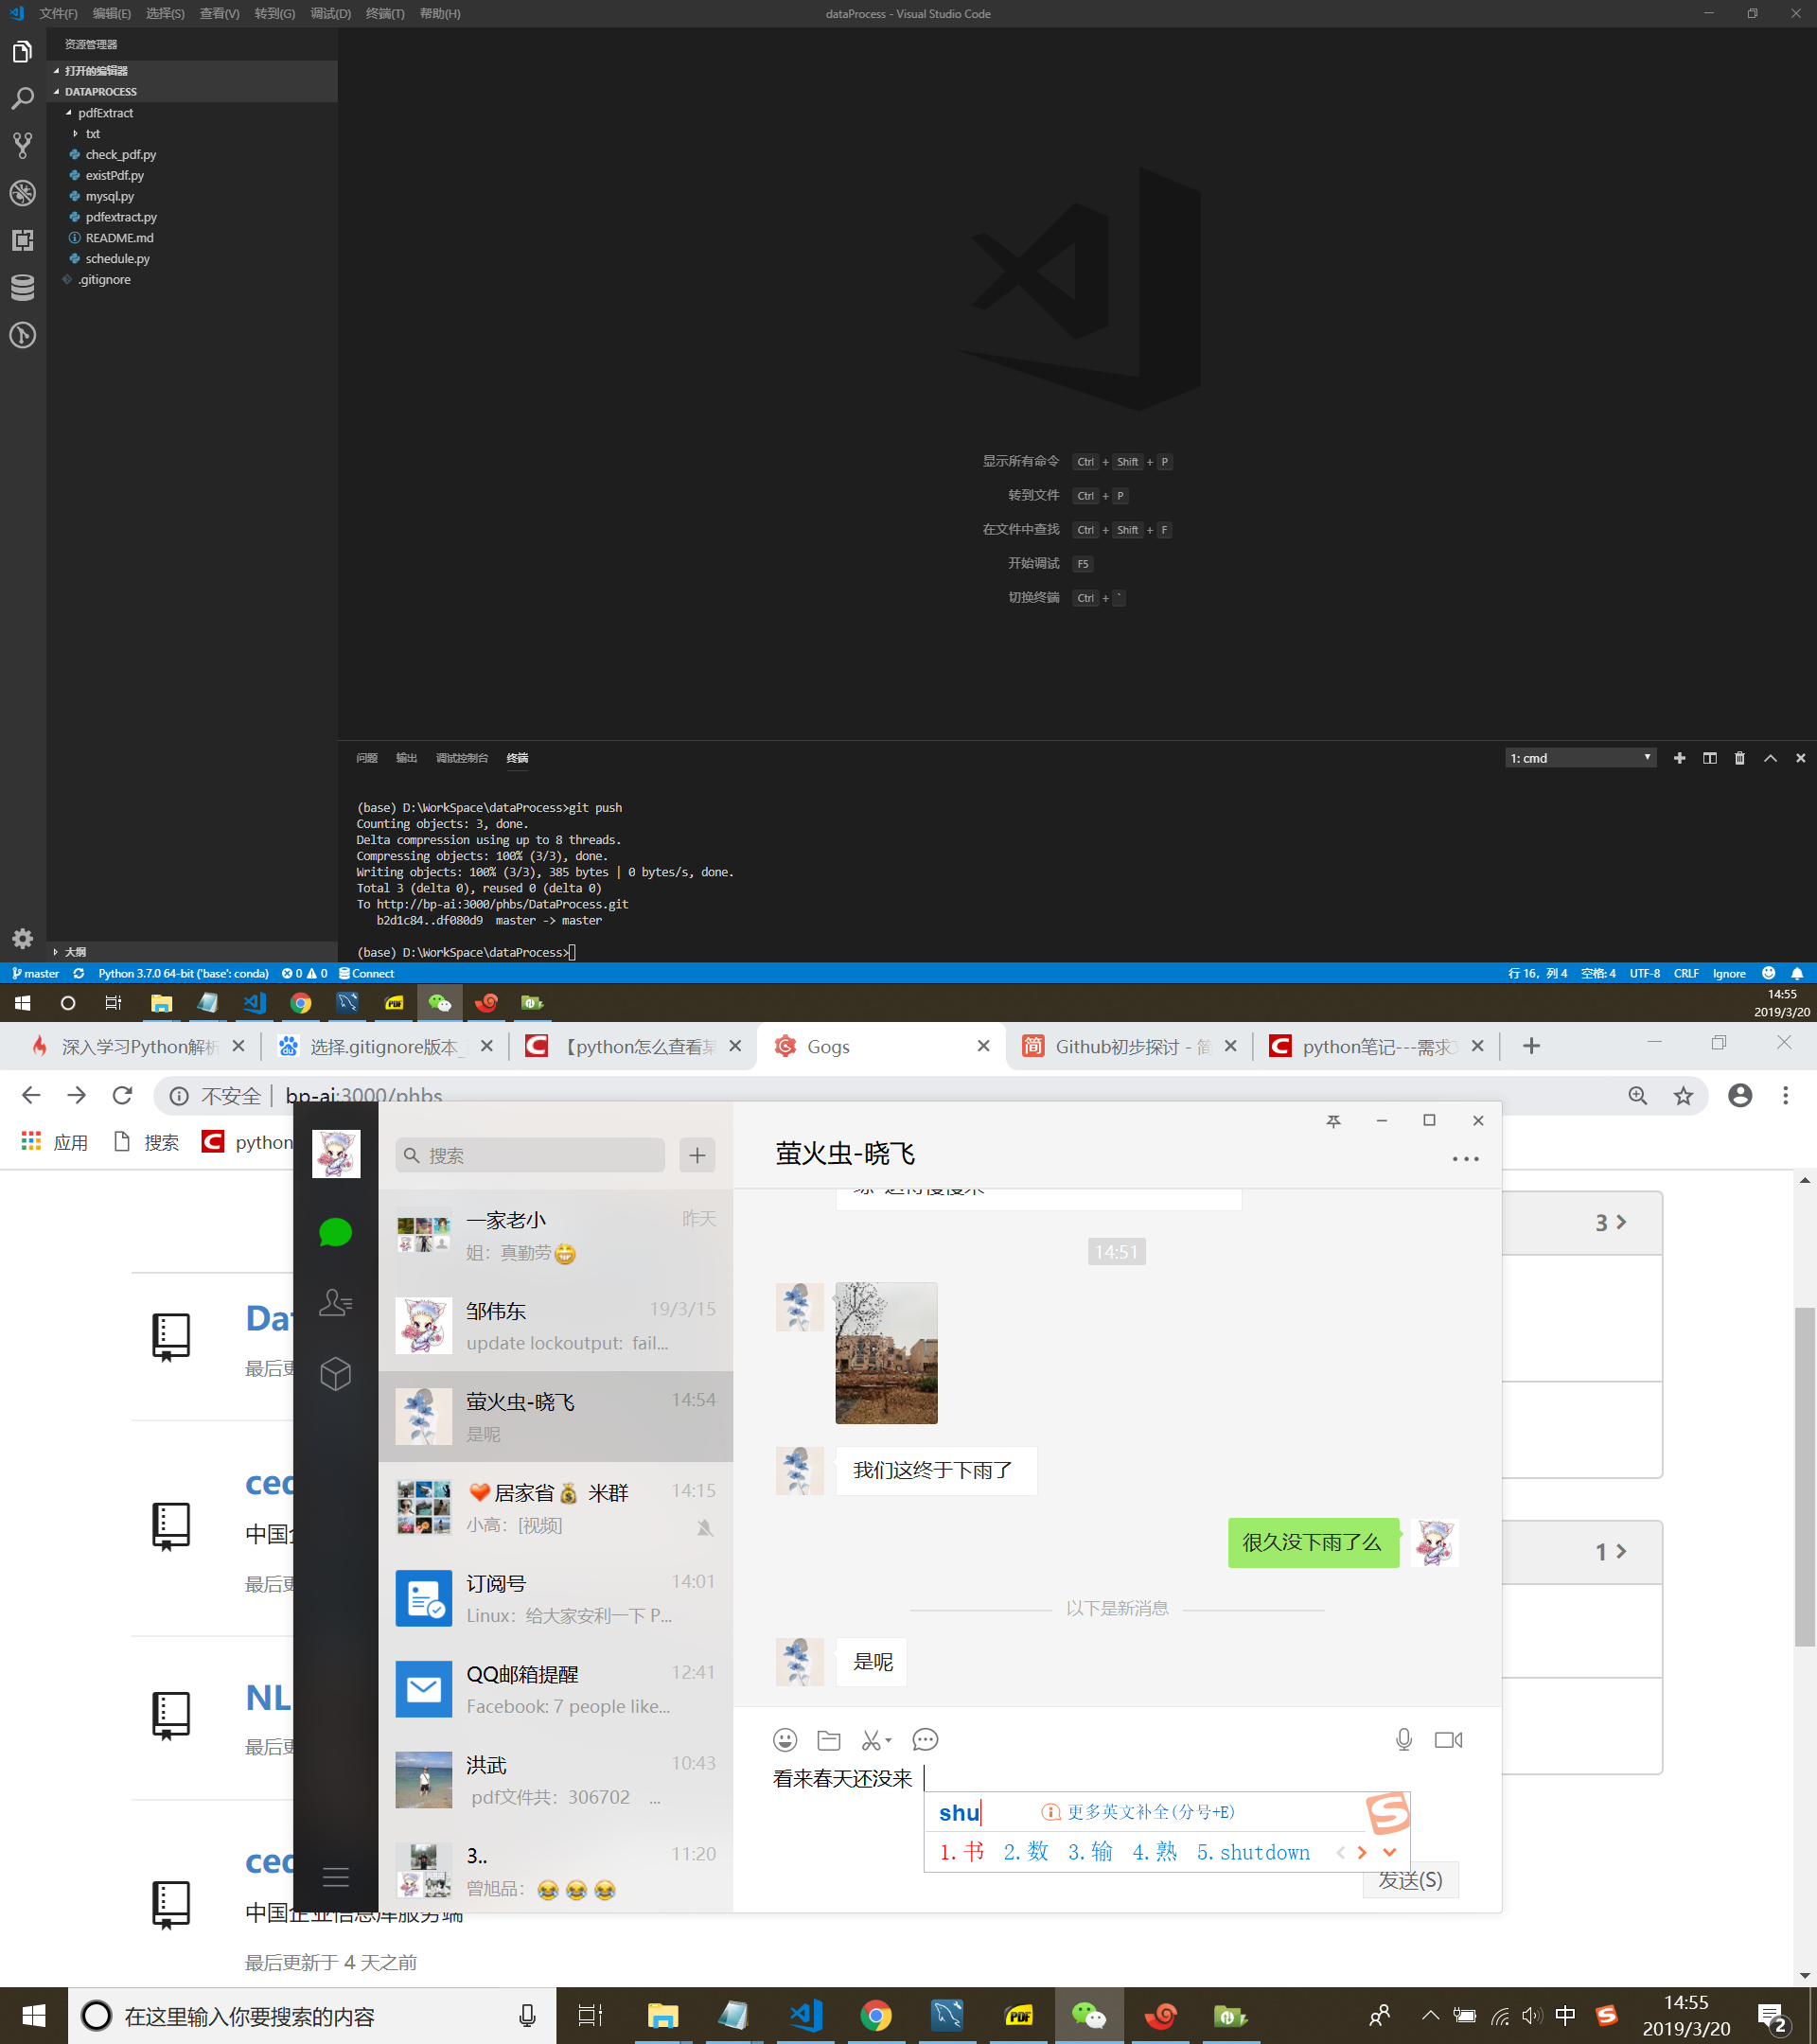 文件(F) 编辑(E) 选择(S) 查看(V) 转到(G) 调试(D) 终端(T) 帮助(H)
dataProcess - Visual Studio Code
资源管理器
打开的编辑器
DATAPROCESS
pdfExtract
txt
check_pdf.py
existPdf.py
mysql.py
pdfextract.py
README.md
schedule.py
.gitignore
大纲
显示所有命令 Ctrl + Shift + P
转到文件 Ctrl + P
在文件中查找 Ctrl + Shift + F
开始调试 F5
切换终端 Ctrl + `
问题 输出 调试控制台 终端
1: cmd
(base) D:\WorkSpace\dataProcess>git push
Counting objects: 3, done.
Delta compression using up to 8 threads.
Compressing objects: 100% (3/3), done.
Writing objects: 100% (3/3), 385 bytes | 0 bytes/s, done.
Total 3 (delta 0), reused 0 (delta 0)
To http://bp-ai:3000/phbs/DataProcess.git
b2d1c84..df080d9 master -> master
(base) D:\WorkSpace\dataProcess>
master Python 3.7.0 64-bit ('base': conda) 0 0 Connect
行 16，列 4 空格: 4 UTF-8 CRLF Ignore
14:55
2019/3/20
深入学习Python解析
选择.gitignore版本_
【python怎么查看某
Gogs
Github初步探讨 - 简
python笔记---需求文
不安全 | bp-ai:3000/phbs
应用 搜索 python
3
1
Dat
最后更
cec
中国企
最后更
NL
最后更
cec
中国企业信息库服务端
最后更新于 4 天之前
搜索
一家老小 昨天
姐：真勤劳
邹伟东 19/3/15
update lockoutput: fail...
萤火虫-晓飞 14:54
是呢
居家省 米群 14:15
小高：[视频]
订阅号 14:01
Linux：给大家安利一下 P...
QQ邮箱提醒 12:41
Facebook: 7 people like...
洪武 10:43
pdf文件共：306702 ...
3.. 11:20
曾旭品：
萤火虫-晓飞
14:51
我们这终于下雨了
很久没下雨了么
以下是新消息
是呢
看来春天还没来
shu 更多英文补全(分号+E)
1.书 2.数 3.输 4.熟 5.shutdown
发送(S)
在这里输入你要搜索的内容
中
14:55
2019/3/20
2